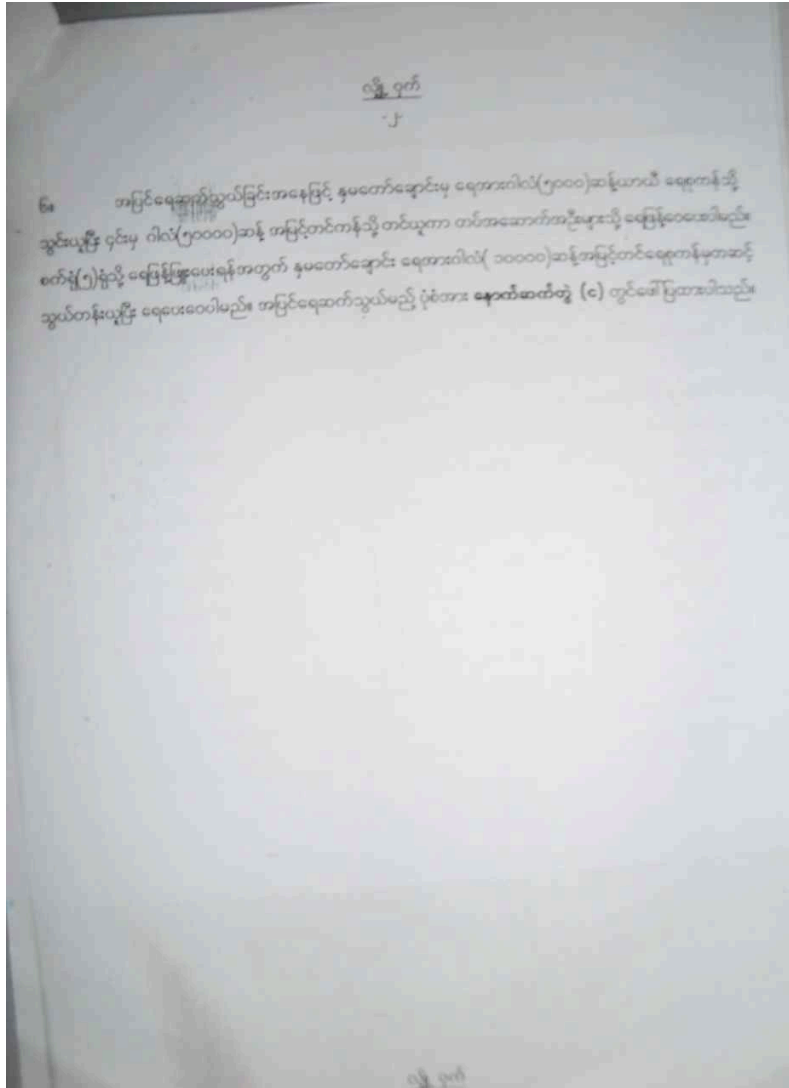 လျှို့ ဝှက်
-၂-
၆။ အပြင်ရေဆက်သွယ်ခြင်းအနေဖြင့် နှမတော်ချောင်းမှ ရေအားဂါလံ(၅၀၀၀)ဆန့်ယာယီ ရေစုကန်သို့
သွင်းယူပြီး ၎င်းမှ ဂါလံ(၅၀၀၀၀)ဆန့် အမြင့်တင်ကန်သို့ တင်ယူကာ တပ်အဆောက်အဦးများသို့ ရေဖြန့်ဝေပေးပါမည်။
စက်ရုံ(၅)ရုံသို့ ရေဖြန့်ဖြူးပေးရန်အတွက် နှမတော်ချောင်း ရေအားဂါလံ( ၁၀၀၀၀)ဆန့်အမြင့်တင်ရေစုကန်မှတဆင့်
သွယ်တန်းယူပြီး ရေပေးဝေပါမည်။ အပြင်ရေဆက်သွယ်မည့် ပုံစံအား နောက်ဆက်တွဲ (င) တွင်ဖေါ်ပြထားပါသည်။
လျှို့ ဝှက်